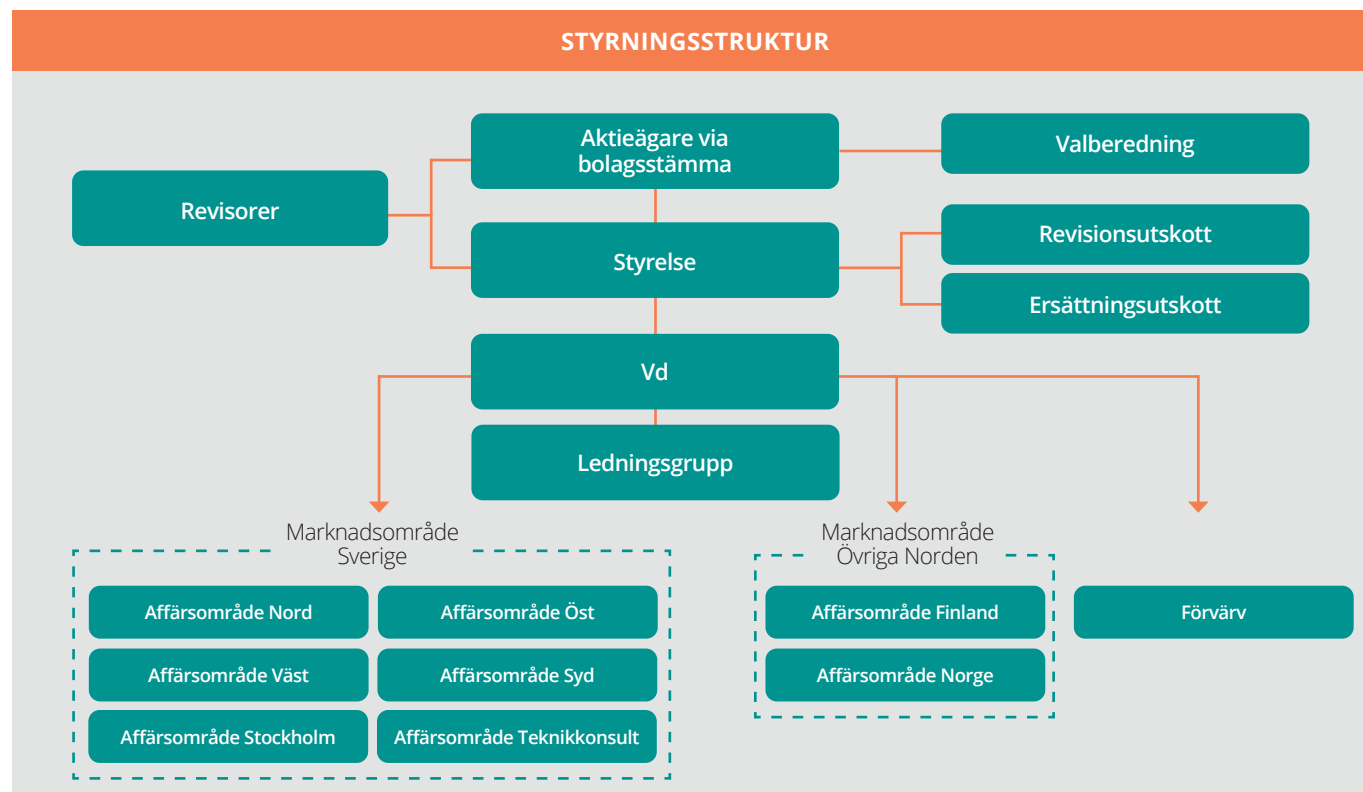 STYRNINGSSTRUKTUR
Aktieägare via
bolagsstämma
Valberedning
Revisorer
Styrelse
Revisionsutskott
Ersättningsutskott
Vd
Ledningsgrupp
Marknadsområde
Sverige
Affärsområde Nord
Affärsområde Öst
Affärsområde Väst
Affärsområde Syd
Affärsområde Stockholm
Affärsområde Teknikkonsult
Marknadsområde
Övriga Norden
Affärsområde Finland
Affärsområde Norge
Förvärv